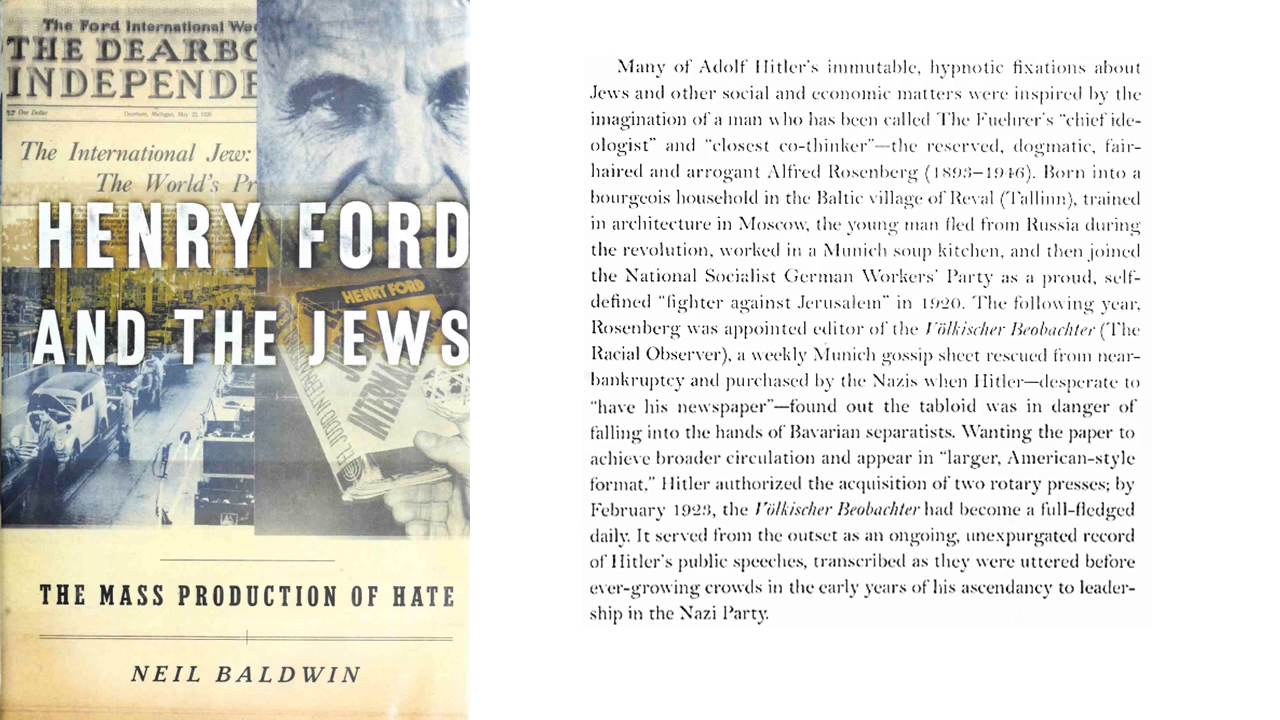 The Ford International Wee
THE DEARBO
INDEPENDE
One Dollar
Dearborn, Michigan, May 22, 1920
The International Jew:
The World's Pr
HENRY FORD
AND THE JEWS
HENRY FORD
EL JUDIO INTERNA
INTERNA
THE MASS PRODUCTION OF HATE
NEIL BALDWIN
Many of Adolf Hitler's immutable, hypnotic fixations about
Jews and other social and economic matters were inspired by the
imagination of a man who has been called The Fuehrer's "chief ide-
ologist" and "closest co-thinker"—the reserved, dogmatic, fair-
haired and arrogant Alfred Rosenberg (1893–1946). Born into a
bourgeois household in the Baltic village of Reval (Tallinn), trained
in architecture in Moscow, the young man fled from Russia during
the revolution, worked in a Munich soup kitchen, and then joined
the National Socialist German Workers' Party as a proud, self-
defined "fighter against Jerusalem" in 1920. The following year,
Rosenberg was appointed editor of the Völkischer Beobachter (The
Racial Observer), a weekly Munich gossip sheet rescued from near-
bankruptcy and purchased by the Nazis when Hitler—desperate to
"have his newspaper"—found out the tabloid was in danger of
falling into the hands of Bavarian separatists. Wanting the paper to
achieve broader circulation and appear in "larger, American-style
format," Hitler authorized the acquisition of two rotary presses; by
February 1923, the Völkischer Beobachter had become a full-fledged
daily. It served from the outset as an ongoing, unexpurgated record
of Hitler's public speeches, transcribed as they were uttered before
ever-growing crowds in the early years of his ascendancy to leader-
ship in the Nazi Party.